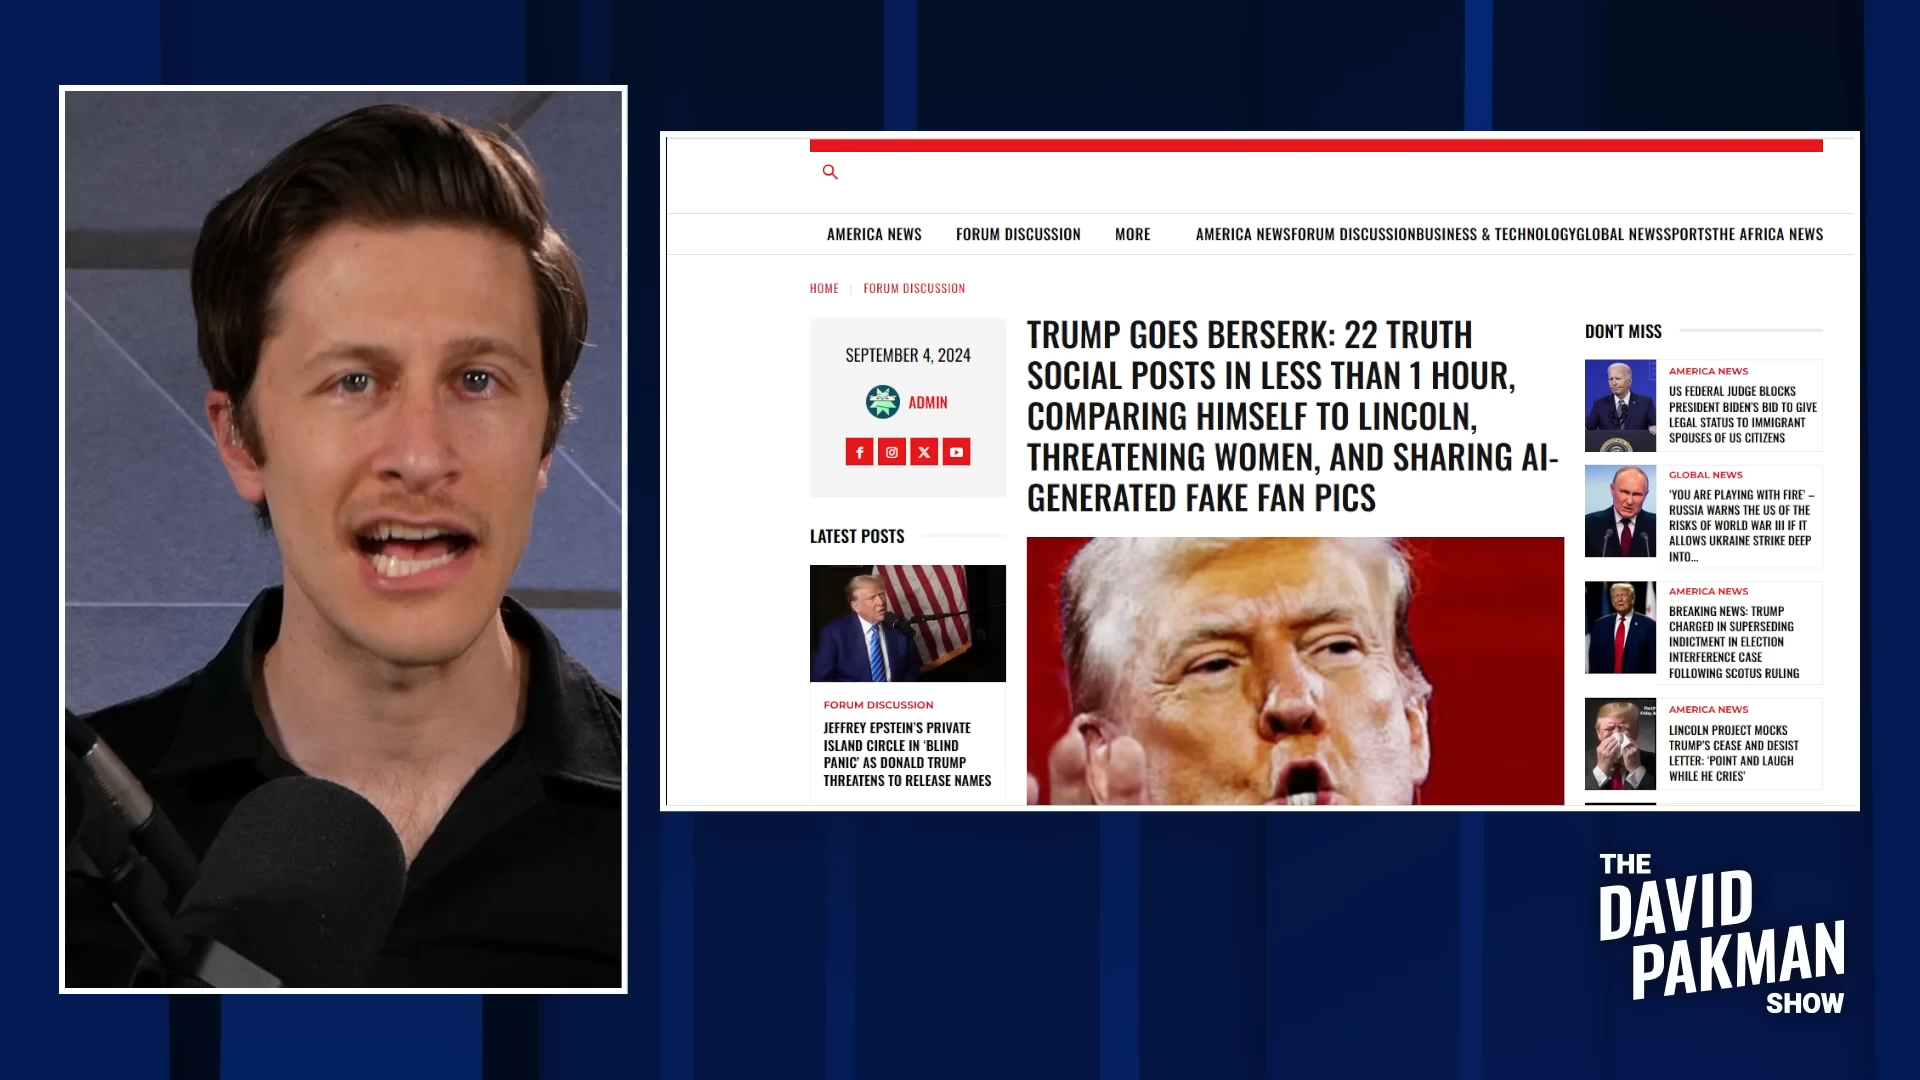 AMERICA NEWS
FORUM DISCUSSION
MORE
AMERICA NEWSFORUM DISCUSSIONBUSINESS & TECHNOLOGYGLOBAL NEWSSPORTSTHE AFRICA NEWS
HOME
FORUM DISCUSSION
SEPTEMBER 4, 2024
ADMIN
LATEST POSTS
FORUM DISCUSSION
JEFFREY EPSTEIN'S PRIVATE
ISLAND CIRCLE IN 'BLIND
PANIC' AS DONALD TRUMP
THREATENS TO RELEASE NAMES
TRUMP GOES BERSERK: 22 TRUTH
SOCIAL POSTS IN LESS THAN 1 HOUR,
COMPARING HIMSELF TO LINCOLN,
THREATENING WOMEN, AND SHARING AI-
GENERATED FAKE FAN PICS
DON'T MISS
AMERICA NEWS
US FEDERAL JUDGE BLOCKS
PRESIDENT BIDEN'S BID TO GIVE
LEGAL STATUS TO IMMIGRANT
SPOUSES OF US CITIZENS
GLOBAL NEWS
'YOU ARE PLAYING WITH FIRE' –
RUSSIA WARNS THE US OF THE
RISKS OF WORLD WAR III IF IT
ALLOWS UKRAINE STRIKE DEEP
INTO...
AMERICA NEWS
BREAKING NEWS: TRUMP
CHARGED IN SUPERSEDING
INDICTMENT IN ELECTION
INTERFERENCE CASE
FOLLOWING SCOTUS RULING
AMERICA NEWS
LINCOLN PROJECT MOCKS
TRUMP'S CEASE AND DESIST
LETTER: 'POINT AND LAUGH
WHILE HE CRIES'
THE
DAVID
PAKMAN
SHOW